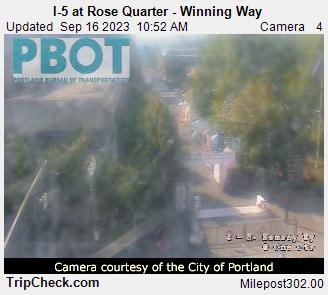 I-5 at Rose Quarter - Winning Way
Updated Sep 16 2023 10:52 AM Camera 4
PBOT
PORTLAND BUREAU OF TRANSPORTATION
Camera courtesy of the City of Portland
TripCheck.com Milepost302.00